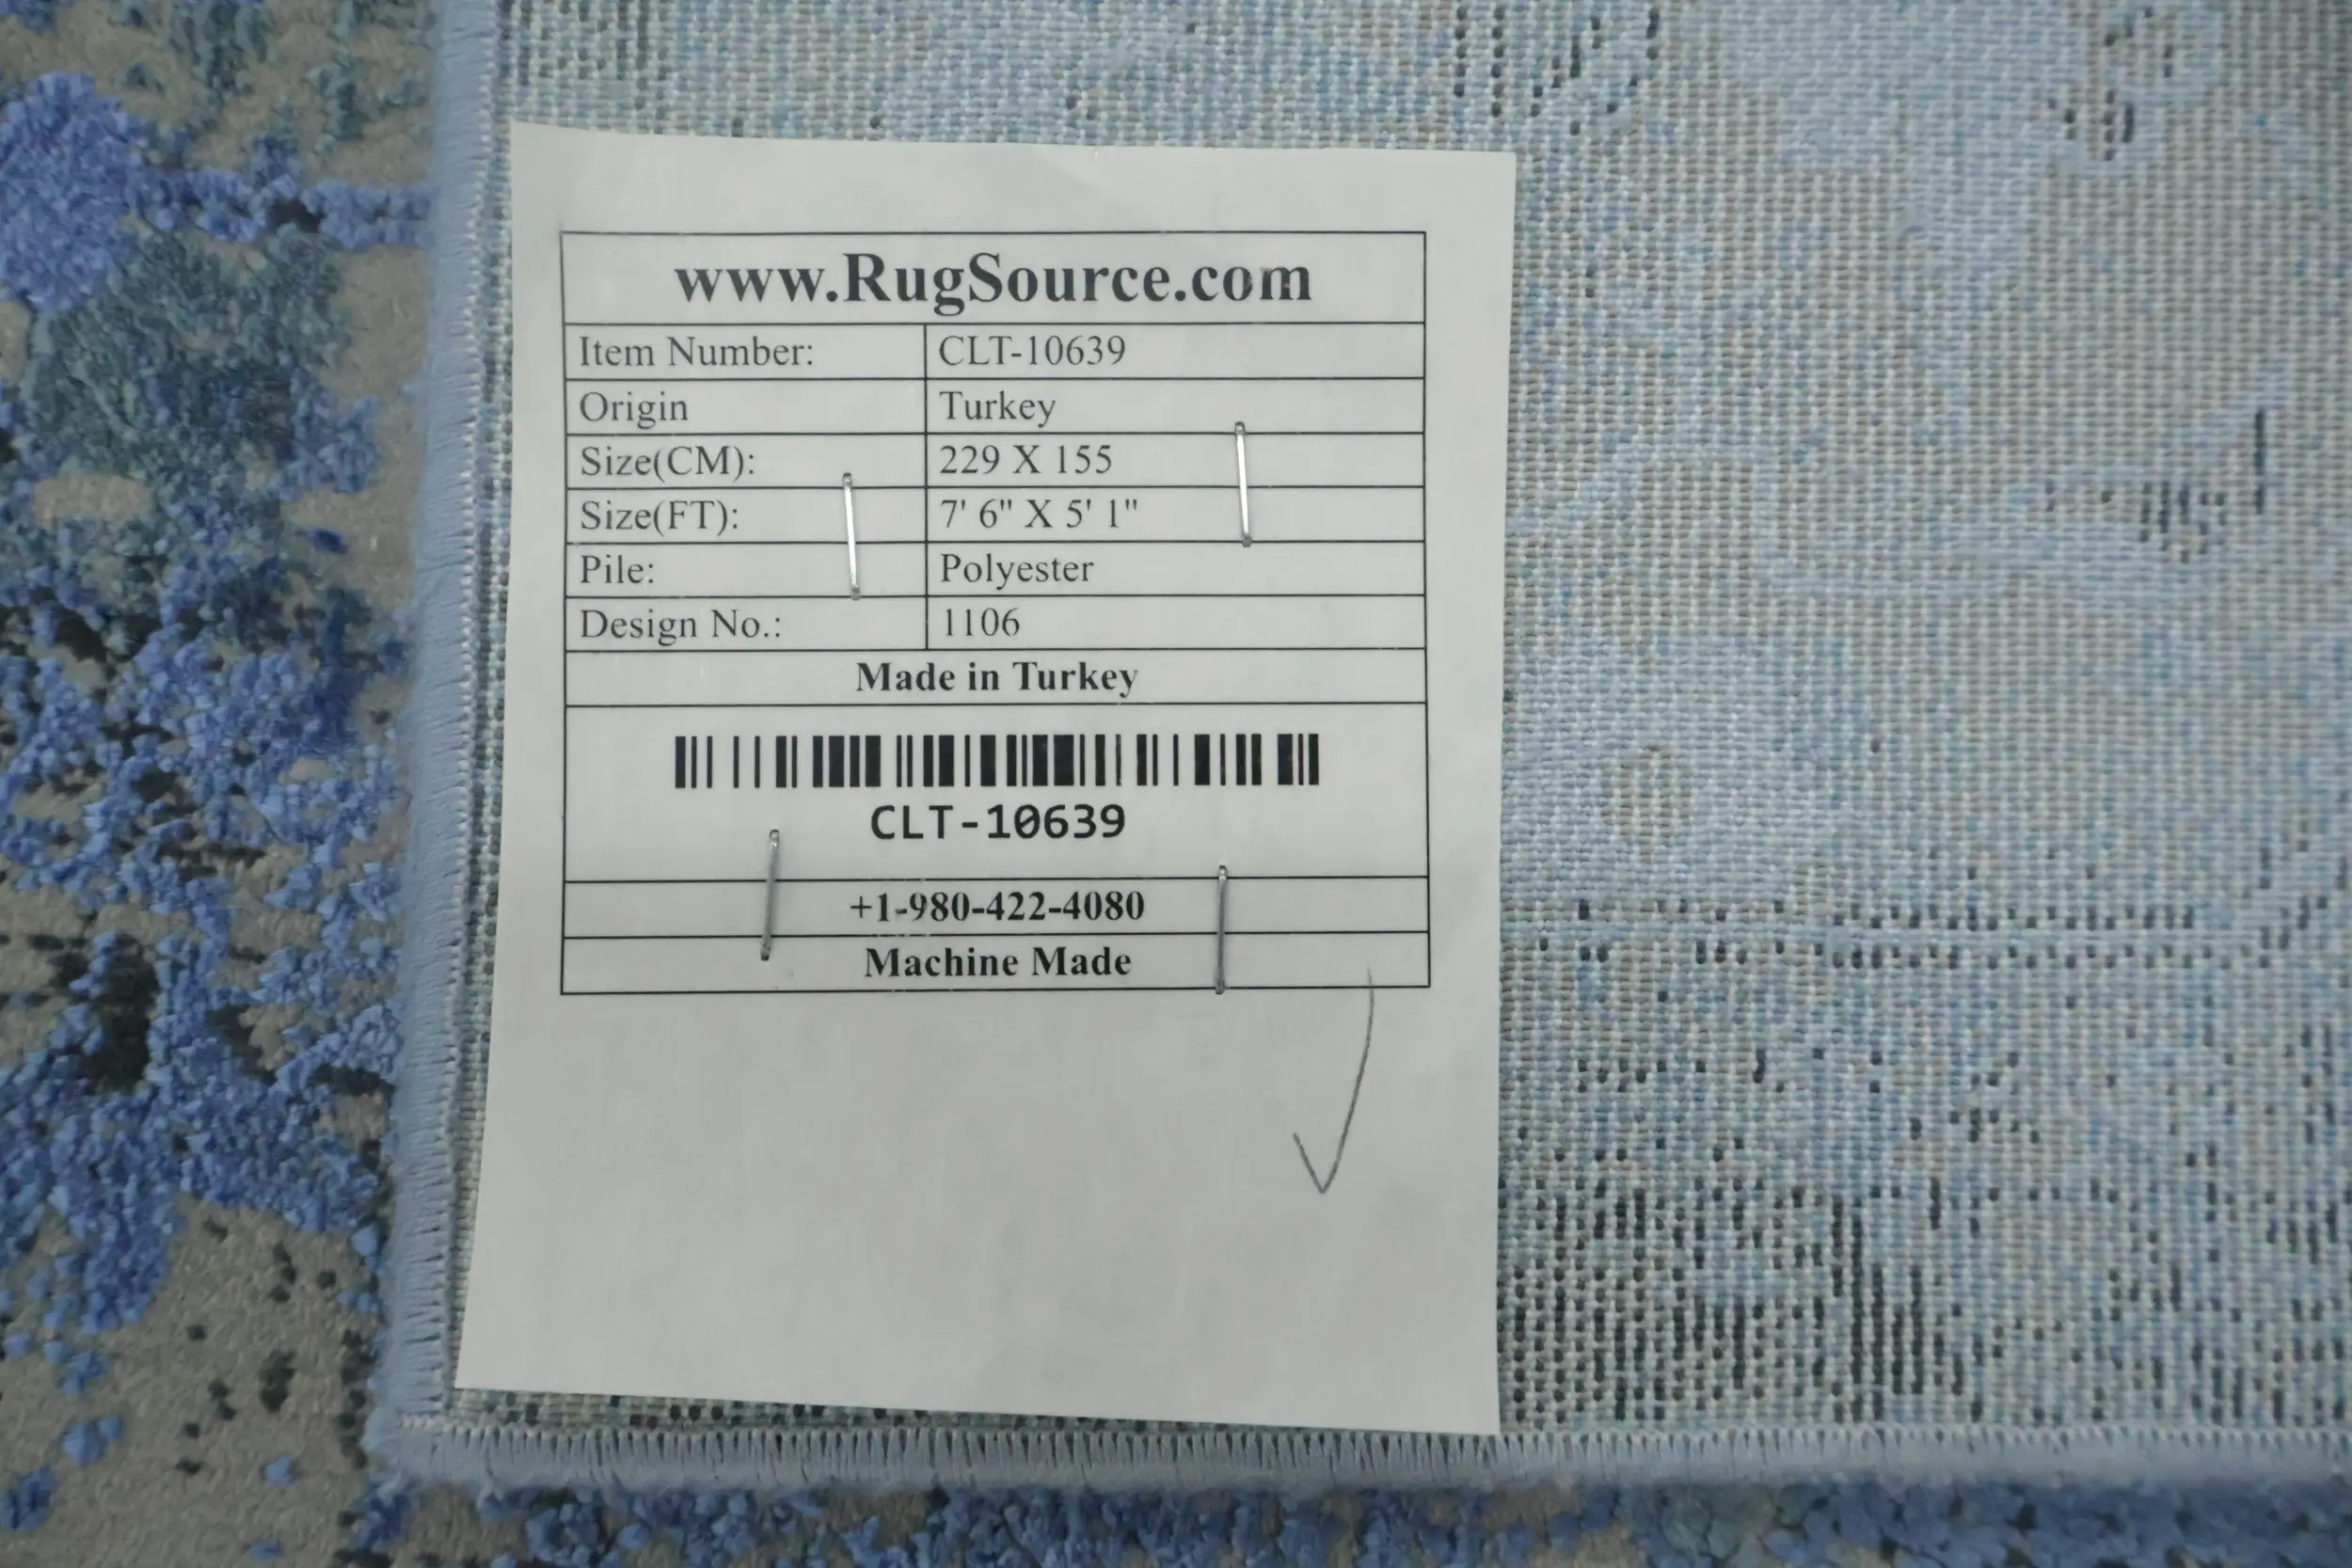 www.RugSource.com
Item Number: CLT-10639
Origin Turkey
Size(CM): 229 X 155
Size(FT): 7' 6" X 5' 1"
Pile: Polyester
Design No.: 1106
Made in Turkey
CLT-10639
+1-980-422-4080
Machine Made